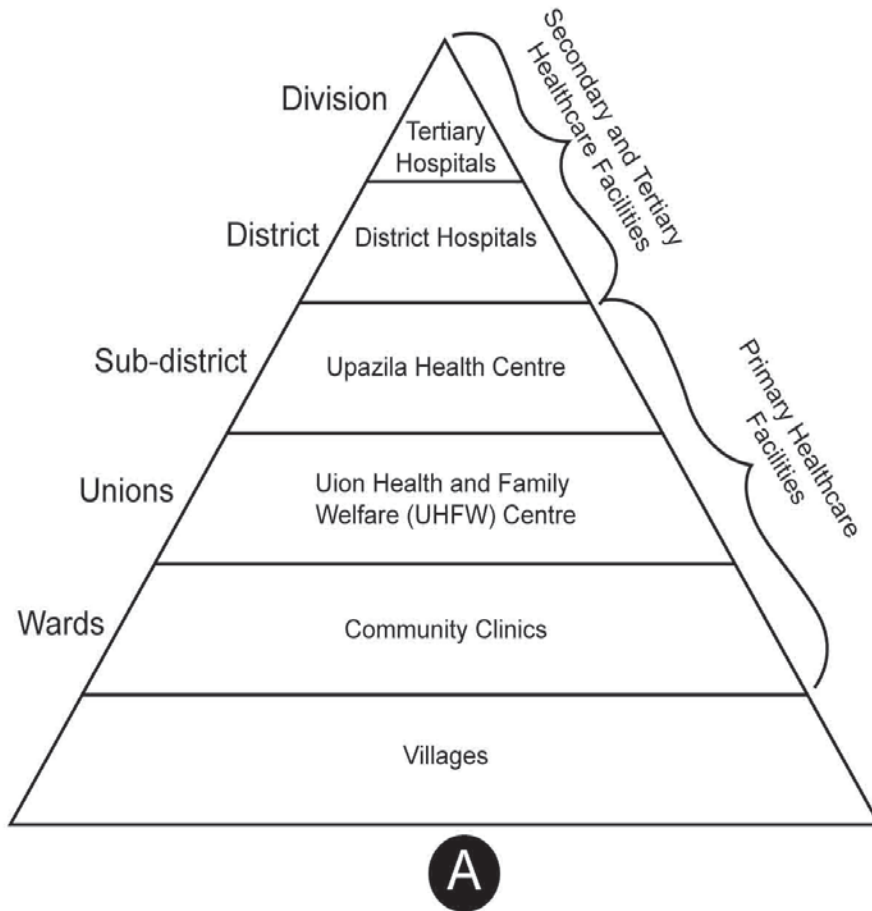 Division
Tertiary
Hospitals
Secondary and Tertiary
Healthcare Facilities
District
District Hospitals
Sub-district
Upazila Health Centre
Primary Healthcare
Facilities
Unions
Uion Health and Family
Welfare (UHFW) Centre
Wards
Community Clinics
Villages
A